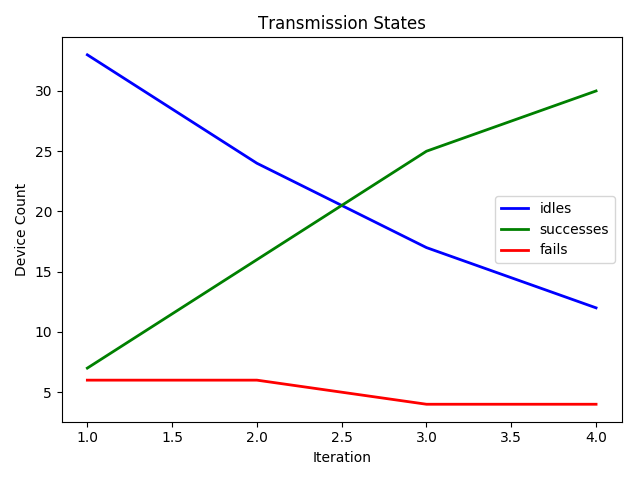 Transmission States
Device Count
30
25
20
15
10
5
idles
successes
fails
1.0 1.5 2.0 2.5 3.0 3.5 4.0
Iteration